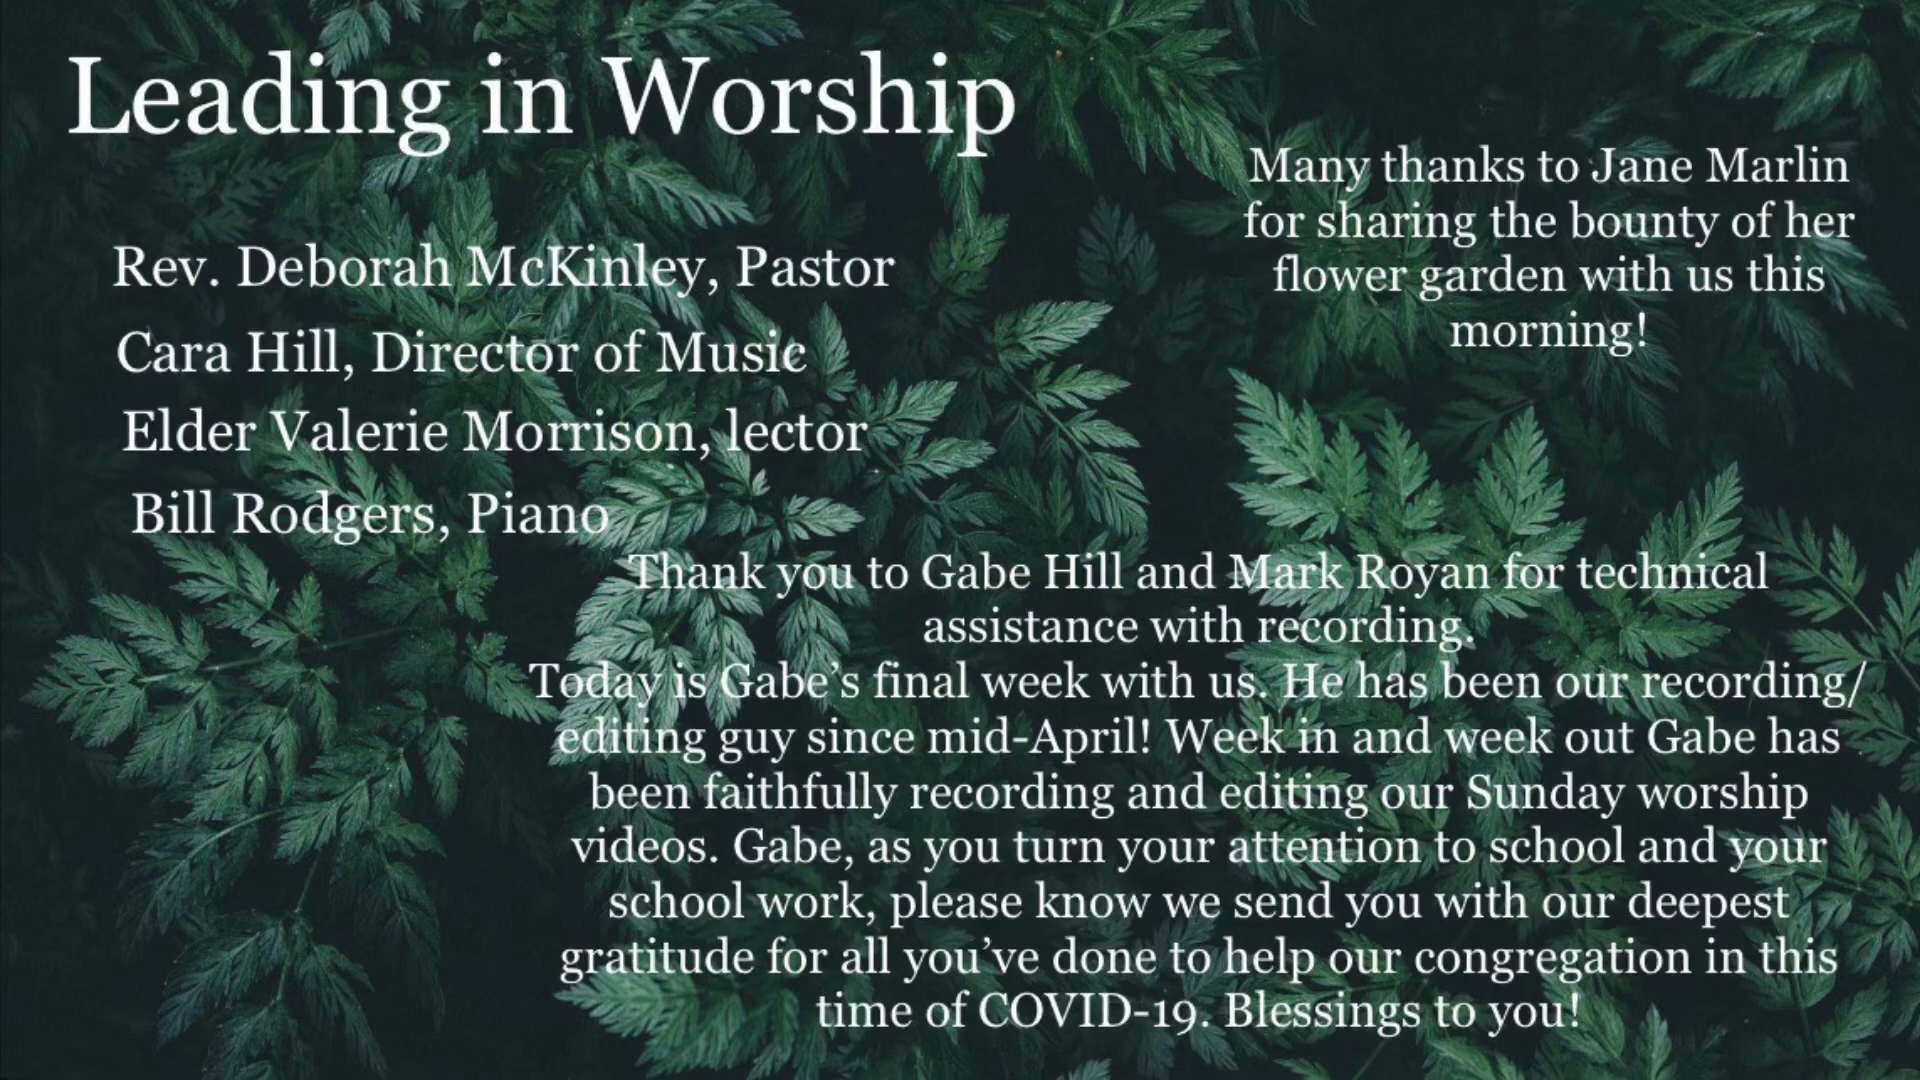 Leading in Worship
Rev. Deborah McKinley, Pastor
Cara Hill, Director of Music
Elder Valerie Morrison, lector
Bill Rodgers, Piano
Many thanks to Jane Marlin
for sharing the bounty of her
flower garden with us this
morning!
Thank you to Gabe Hill and Mark Royan for technical
assistance with recording.
Today is Gabe’s final week with us. He has been our recording/
editing guy since mid-April! Week in and week out Gabe has
been faithfully recording and editing our Sunday worship
videos. Gabe, as you turn your attention to school and your
school work, please know we send you with our deepest
gratitude for all you’ve done to help our congregation in this
time of COVID-19. Blessings to you!